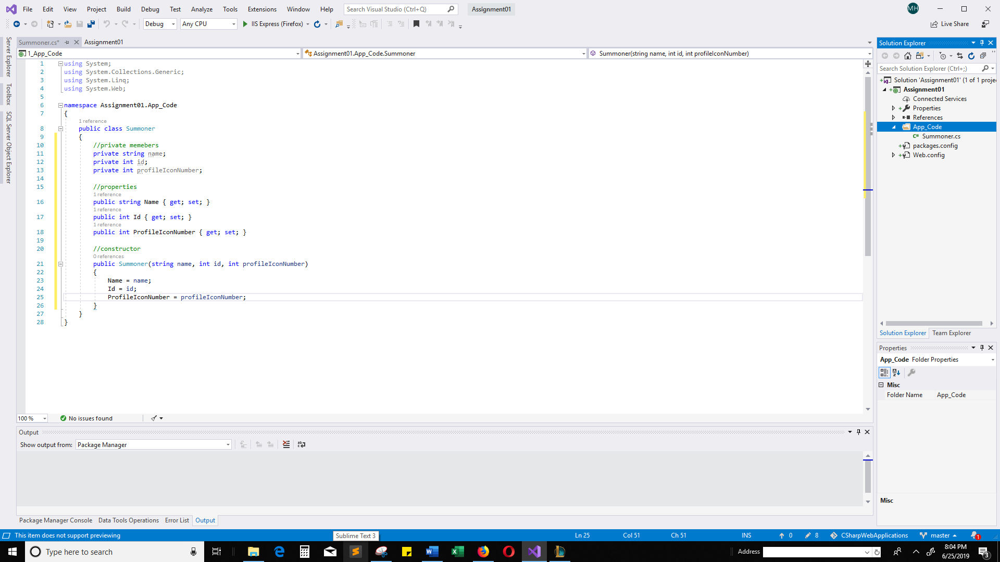 File Edit View Project Build Debug Test Analyze Tools Extensions Window Help Search Visual Studio (Ctrl+Q) Assignment01 MH
Debug Any CPU IIS Express (Firefox) Live Share
Summoner.cs* Assignment01
1_App_Code Assignment01.App_Code.Summoner Summoner(string name, int id, int profileIconNumber)
Server Explorer
Toolbox
SQL Server Object Explorer
1 using System;
2 using System.Collections.Generic;
3 using System.Linq;
4 using System.Web;
5
6 namespace Assignment01.App_Code
7 {
1 reference
8 public class Summoner
9 {
10 //private memebers
11 private string name;
12 private int id;
13 private int profileIconNumber;
14
15 //properties
1 reference
16 public string Name { get; set; }
1 reference
17 public int Id { get; set; }
1 reference
18 public int ProfileIconNumber { get; set; }
19
20 //constructor
0 references
21 public Summoner(string name, int id, int profileIconNumber)
22 {
23 Name = name;
24 Id = id;
25 ProfileIconNumber = profileIconNumber;
26 }
27 }
28 }
100 % No issues found
Output
Show output from: Package Manager
Package Manager Console Data Tools Operations Error List Output
Solution Explorer
Search Solution Explorer (Ctrl+;)
Solution 'Assignment01' (1 of 1 proje
Assignment01
Connected Services
Properties
References
App_Code
C# Summoner.cs
packages.config
Web.config
Solution Explorer Team Explorer
Properties
App_Code Folder Properties
Misc
Folder Name App_Code
Misc
This item does not support previewing Sublime Text 3 Ln 25 Col 51 Ch 51 INS 0 8 CSharpWebApplications master 1
Type here to search Address 8:04 PM
6/25/2019 3